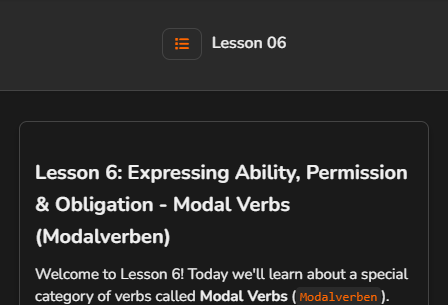 Lesson 06
Lesson 6: Expressing Ability, Permission
& Obligation - Modal Verbs
(Modalverben)
Welcome to Lesson 6! Today we'll learn about a special
category of verbs called Modal Verbs (Modalverben).